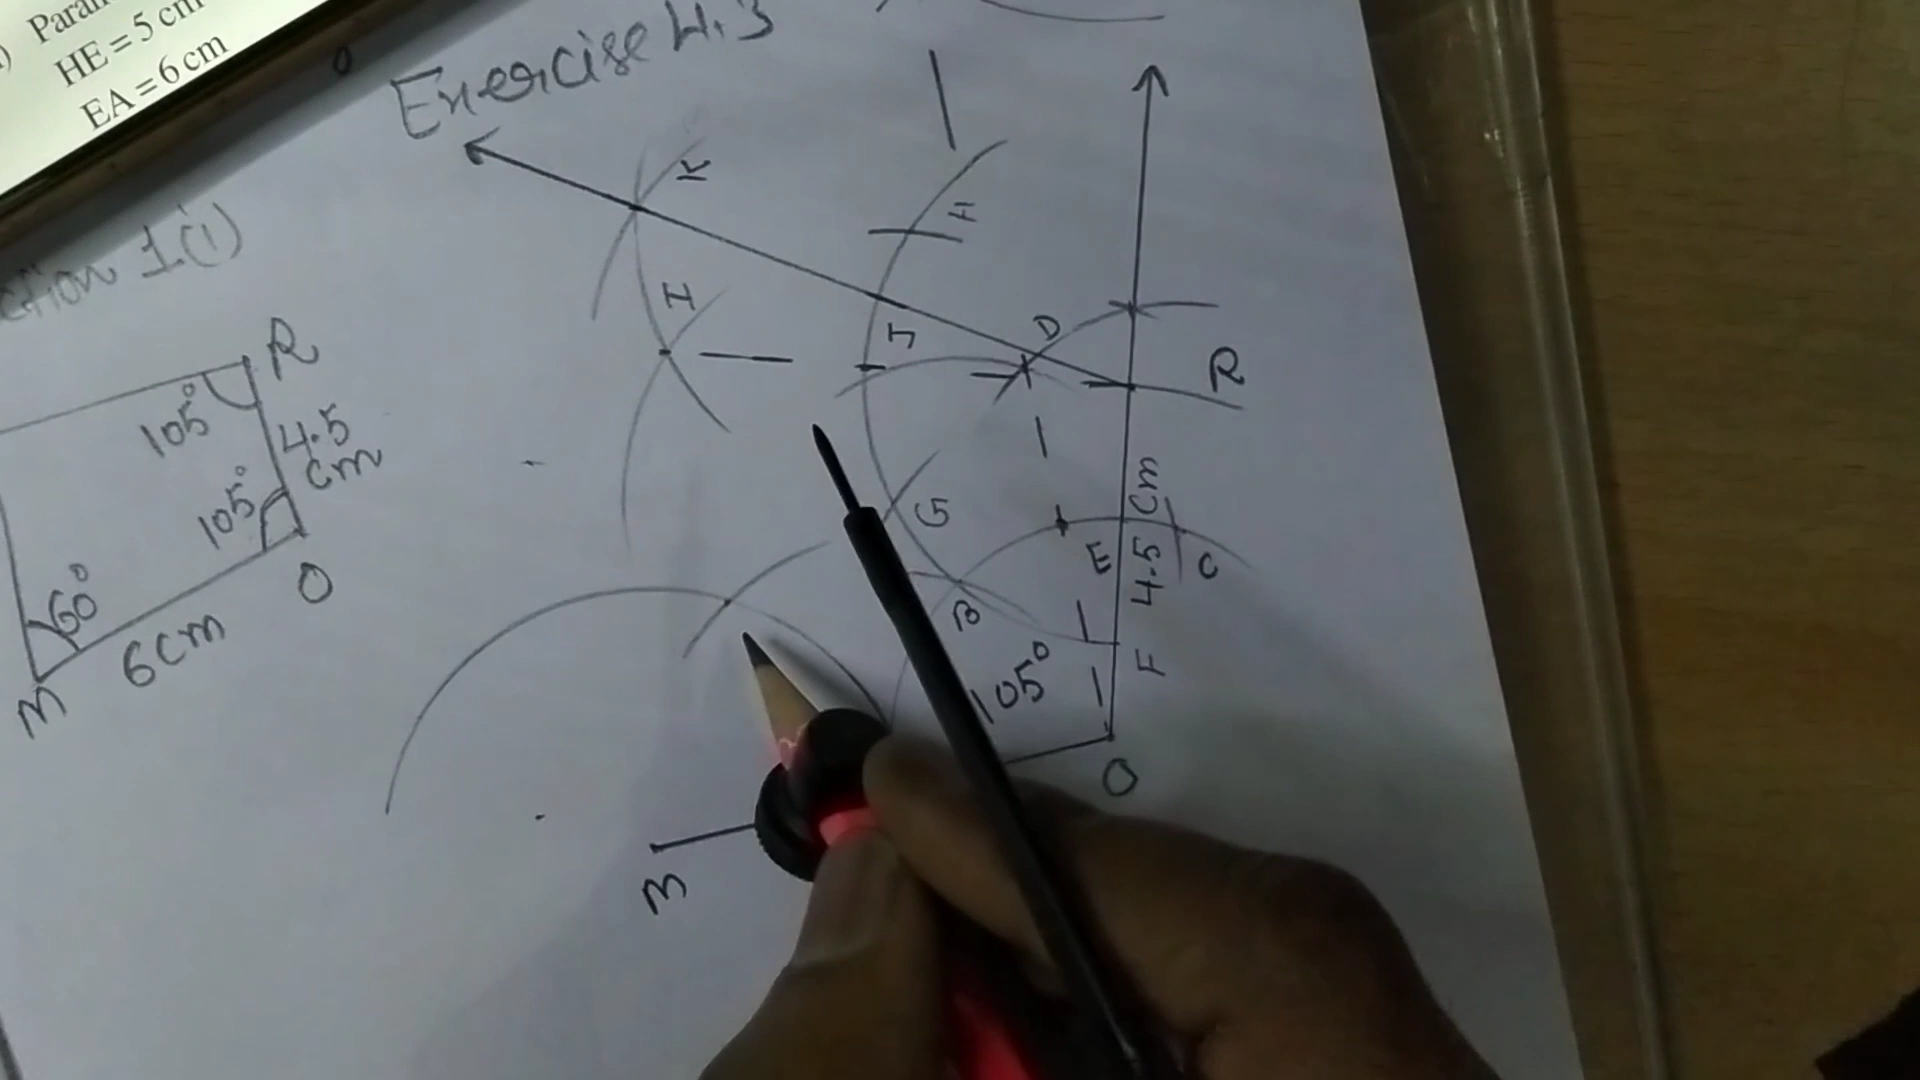 HE = 5 cm
EA = 6 cm
Exercise 4.3
1(i)
R
105°
4.5
cm
105°
60°
O
6cm
M
K
H
I
J
D
R
G
E
4.5 cm
C
B
105°
F
O
M